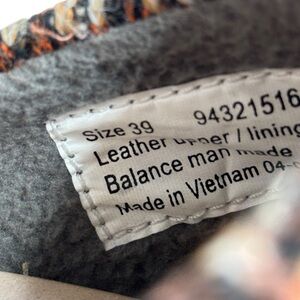 Size 39 94321516
Leather upper / lining
Balance man made
Made in Vietnam 04-